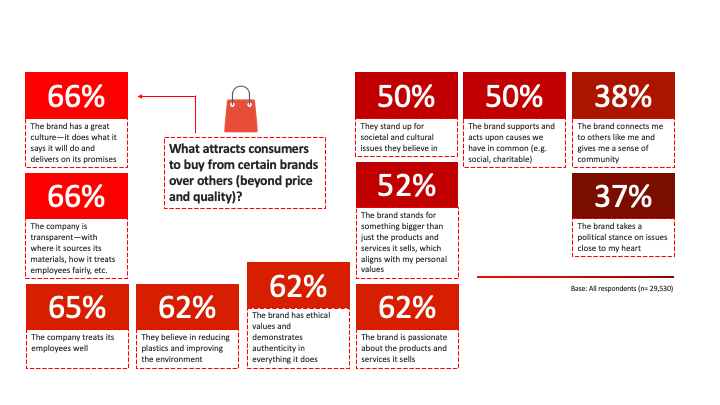 66%
The brand has a great
culture—it does what it
says it will do and
delivers on its promises
What attracts consumers
to buy from certain brands
over others (beyond price
and quality)?
66%
The company is
transparent—with
where it sources its
materials, how it treats
employees fairly, etc.
65%
The company treats its
employees well
62%
They believe in reducing
plastics and improving
the environment
62%
The brand has ethical
values and
demonstrates
authenticity in
everything it does
62%
The brand is passionate
about the products and
services it sells
52%
The brand stands for
something bigger than
just the products and
services it sells, which
aligns with my personal
values
50%
They stand up for
societal and cultural
issues they believe in
50%
The brand supports and
acts upon causes we
have in common (e.g.
social, charitable)
38%
The brand connects me
to others like me and
gives me a sense of
community
37%
The brand takes a
political stance on issues
close to my heart
Base: All respondents (n= 29,530)